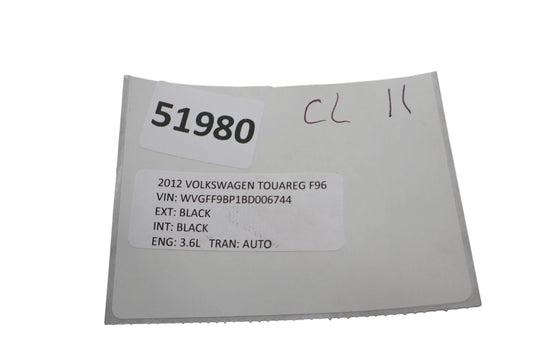 51980
CL 11
2012 VOLKSWAGEN TOUAREG F96
VIN: WVGFF9BP1BD006744
EXT: BLACK
INT: BLACK
ENG: 3.6L TRAN: AUTO